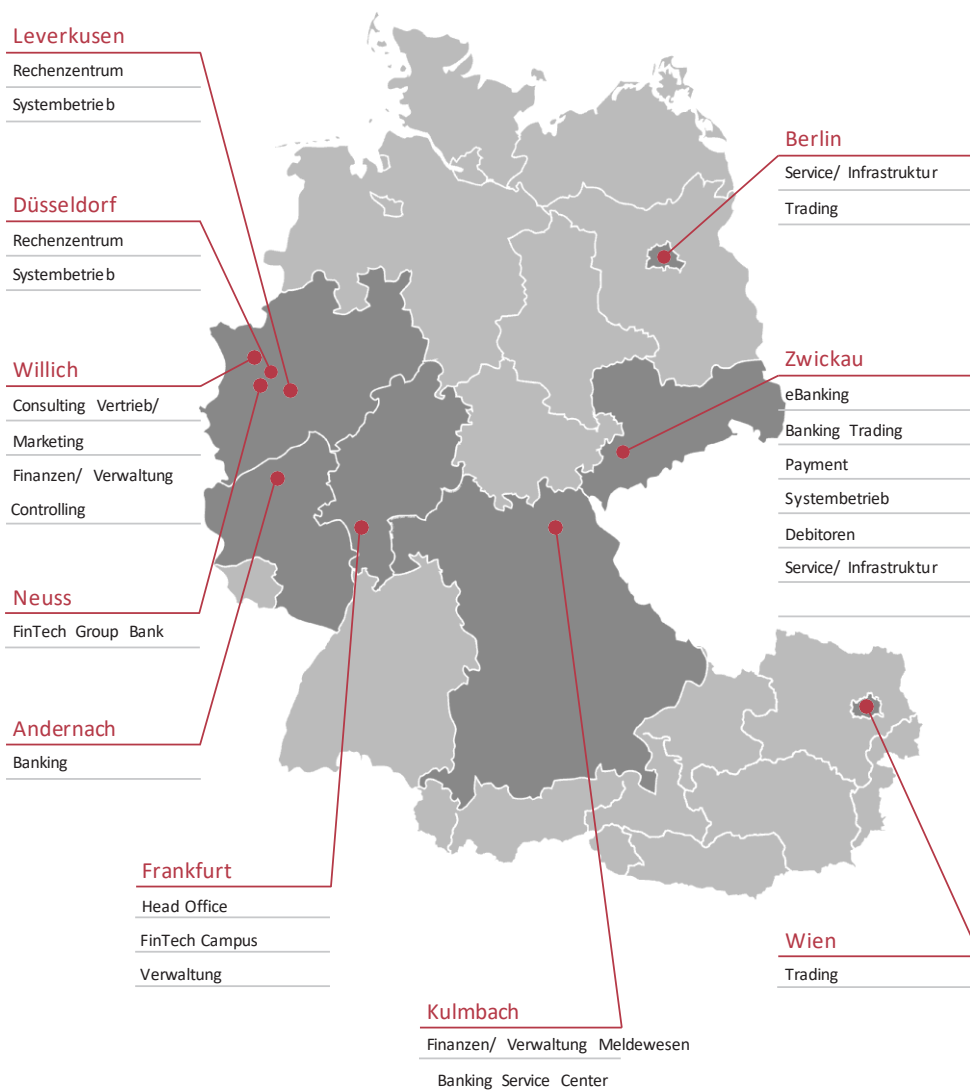 Leverkusen
Rechenzentrum
Systembetrieb
Düsseldorf
Rechenzentrum
Systembetrieb
Willich
Consulting Vertrieb/
Marketing
Finanzen/ Verwaltung
Controlling
Neuss
FinTech Group Bank
Andernach
Banking
Frankfurt
Head Office
FinTech Campus
Verwaltung
Kulmbach
Finanzen/ Verwaltung Meldewesen
Banking Service Center
Berlin
Service/ Infrastruktur
Trading
Zwickau
eBanking
Banking Trading
Payment
Systembetrieb
Debitoren
Service/ Infrastruktur
Wien
Trading